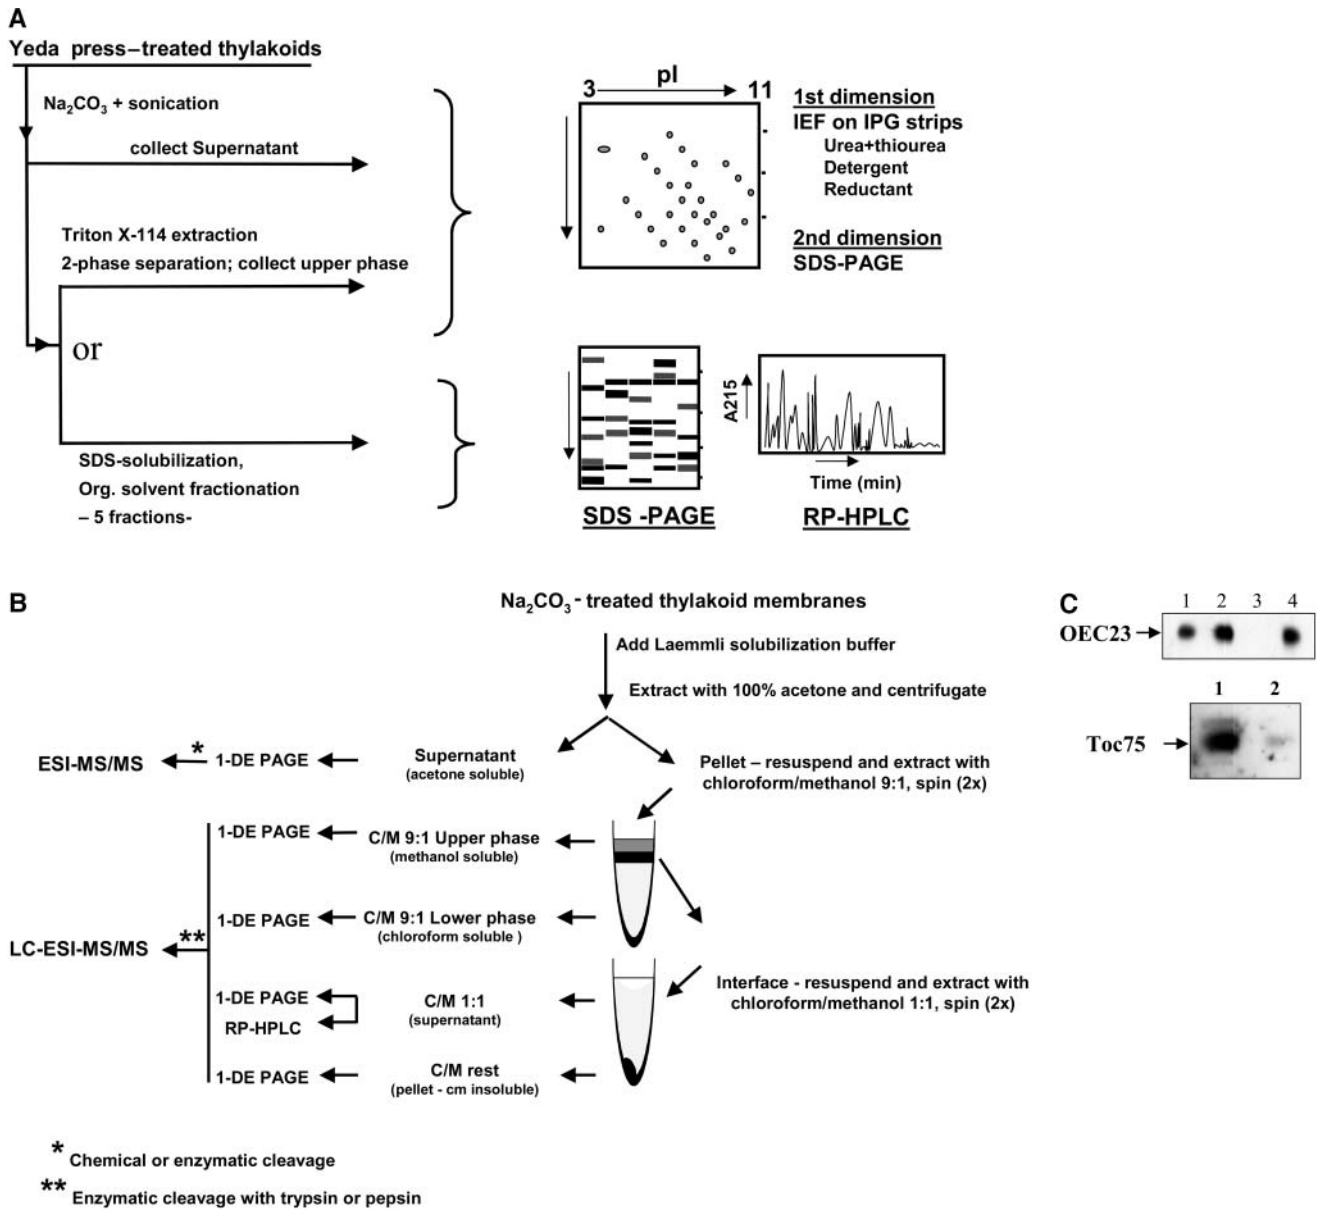 A
Yeda press–treated thylakoids
Na2CO3 + sonication
collect Supernatant
Triton X-114 extraction
2-phase separation; collect upper phase
or
SDS-solubilization,
Org. solvent fractionation
– 5 fractions-
pI
3
11
1st dimension
IEF on IPG strips
Urea+thiourea
Detergent
Reductant
2nd dimension
SDS-PAGE
SDS -PAGE
A215
Time (min)
RP-HPLC
B
Na2CO3- treated thylakoid membranes
Add Laemmli solubilization buffer
Extract with 100% acetone and centrifugate
ESI-MS/MS
*
1-DE PAGE
Supernatant
(acetone soluble)
Pellet – resuspend and extract with
chloroform/methanol 9:1, spin (2x)
1-DE PAGE
C/M 9:1 Upper phase
(methanol soluble)
1-DE PAGE
C/M 9:1 Lower phase
(chloroform soluble )
LC-ESI-MS/MS
**
Interface - resuspend and extract with
chloroform/methanol 1:1, spin (2x)
1-DE PAGE
RP-HPLC
C/M 1:1
(supernatant)
1-DE PAGE
C/M rest
(pellet - cm insoluble)
* Chemical or enzymatic cleavage
** Enzymatic cleavage with trypsin or pepsin
C
1 2 3 4
OEC23
1 2
Toc75